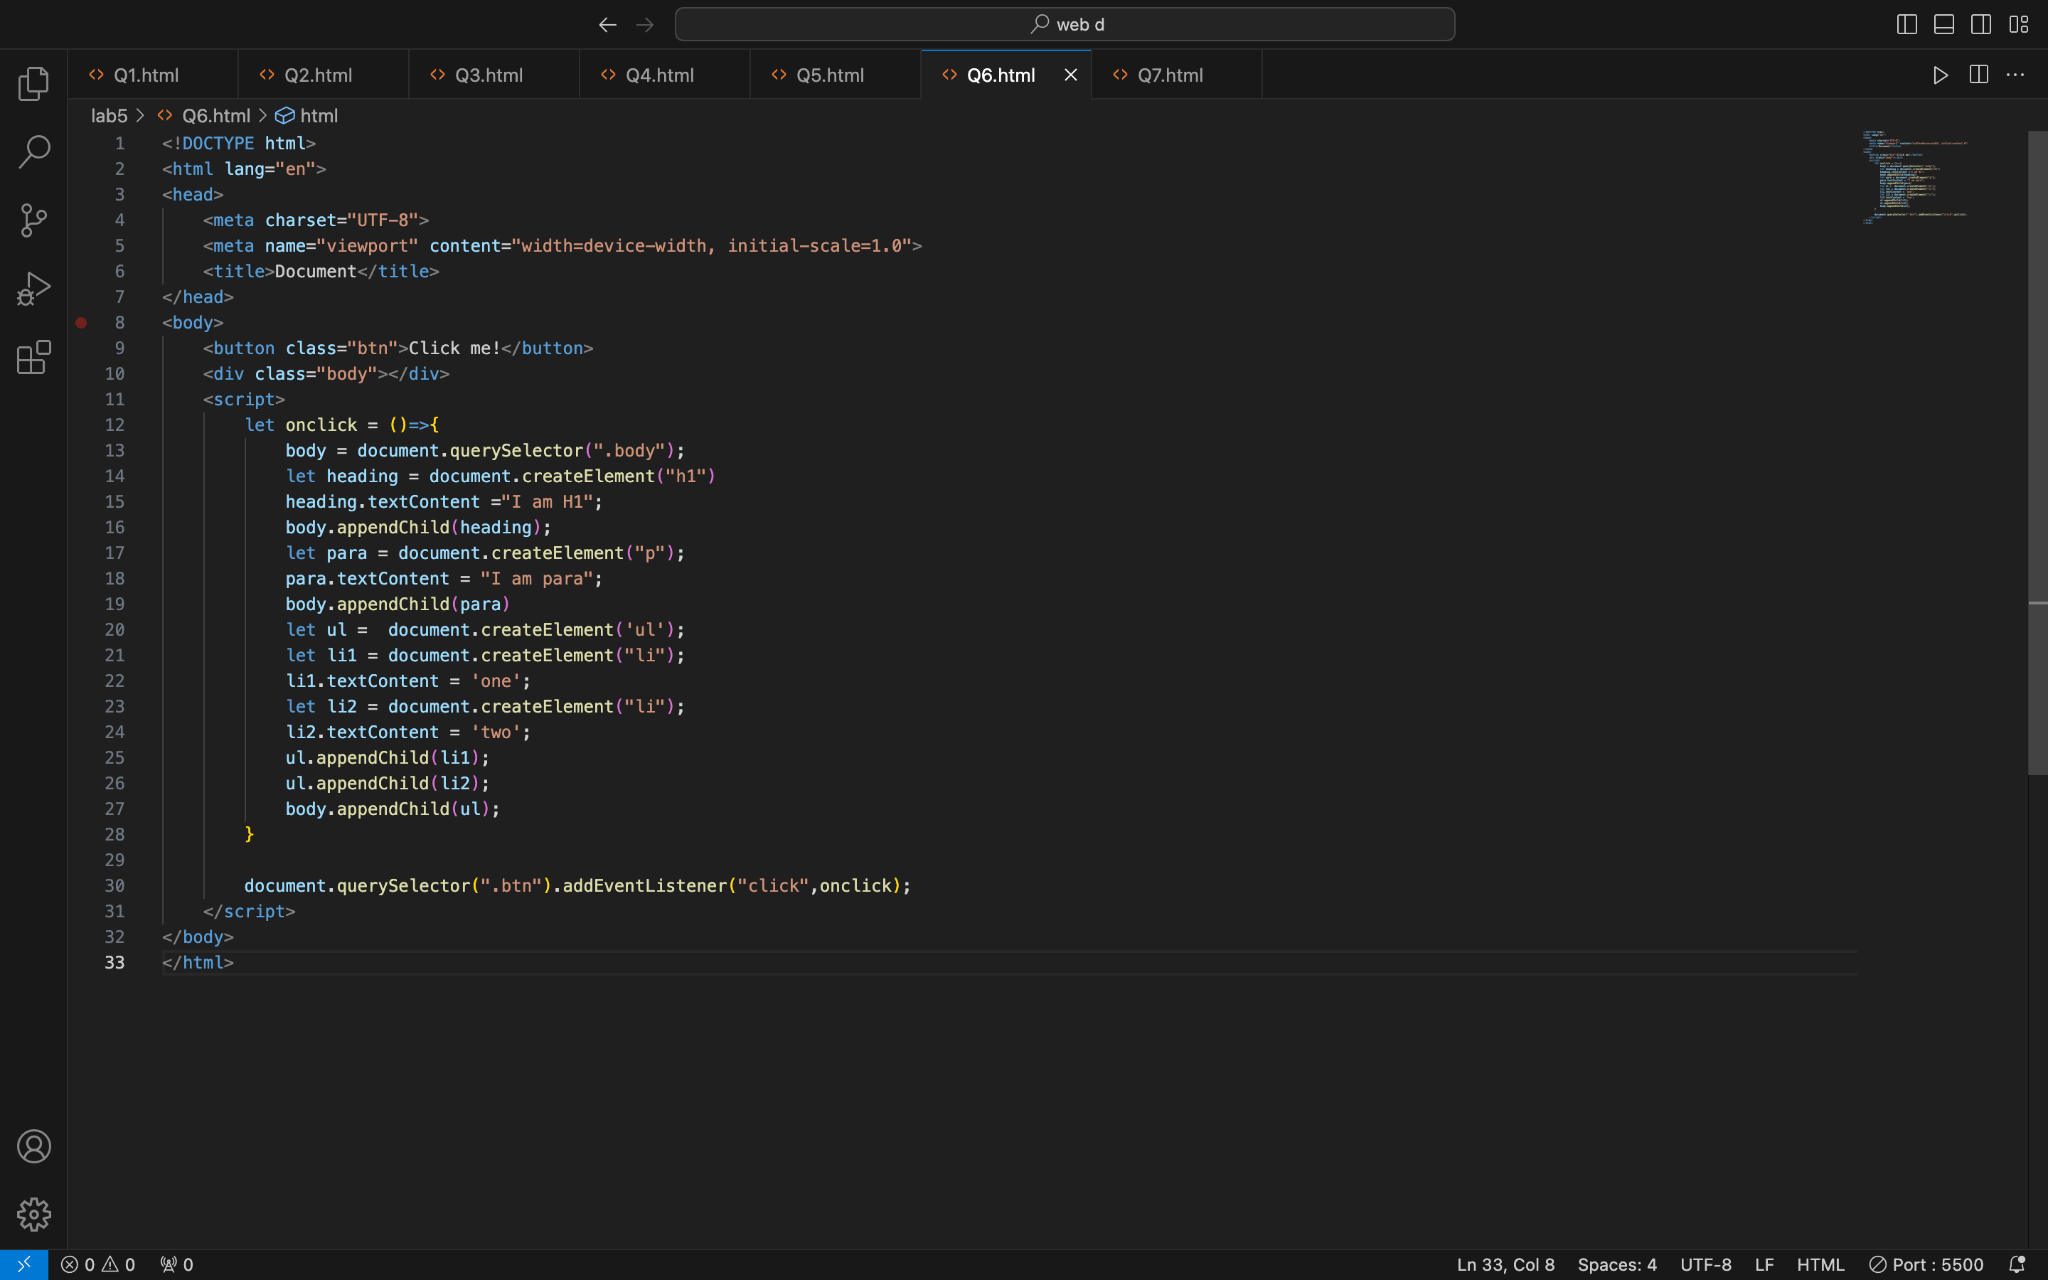 web d
Q1.html Q2.html Q3.html Q4.html Q5.html Q6.html Q7.html
lab5 > Q6.html > html
1 <!DOCTYPE html>
2 <html lang="en">
3 <head>
4     <meta charset="UTF-8">
5     <meta name="viewport" content="width=device-width, initial-scale=1.0">
6     <title>Document</title>
7 </head>
8 <body>
9     <button class="btn">Click me!</button>
10     <div class="body"></div>
11     <script>
12         let onclick = ()=>{
13             body = document.querySelector(".body");
14             let heading = document.createElement("h1")
15             heading.textContent ="I am H1";
16             body.appendChild(heading);
17             let para = document.createElement("p");
18             para.textContent = "I am para";
19             body.appendChild(para)
20             let ul =  document.createElement('ul');
21             let li1 = document.createElement("li");
22             li1.textContent = 'one';
23             let li2 = document.createElement("li");
24             li2.textContent = 'two';
25             ul.appendChild(li1);
26             ul.appendChild(li2);
27             body.appendChild(ul);
28         }
29
30         document.querySelector(".btn").addEventListener("click",onclick);
31     </script>
32 </body>
33 </html>
0 0 0 Ln 33, Col 8 Spaces: 4 UTF-8 LF HTML Port : 5500